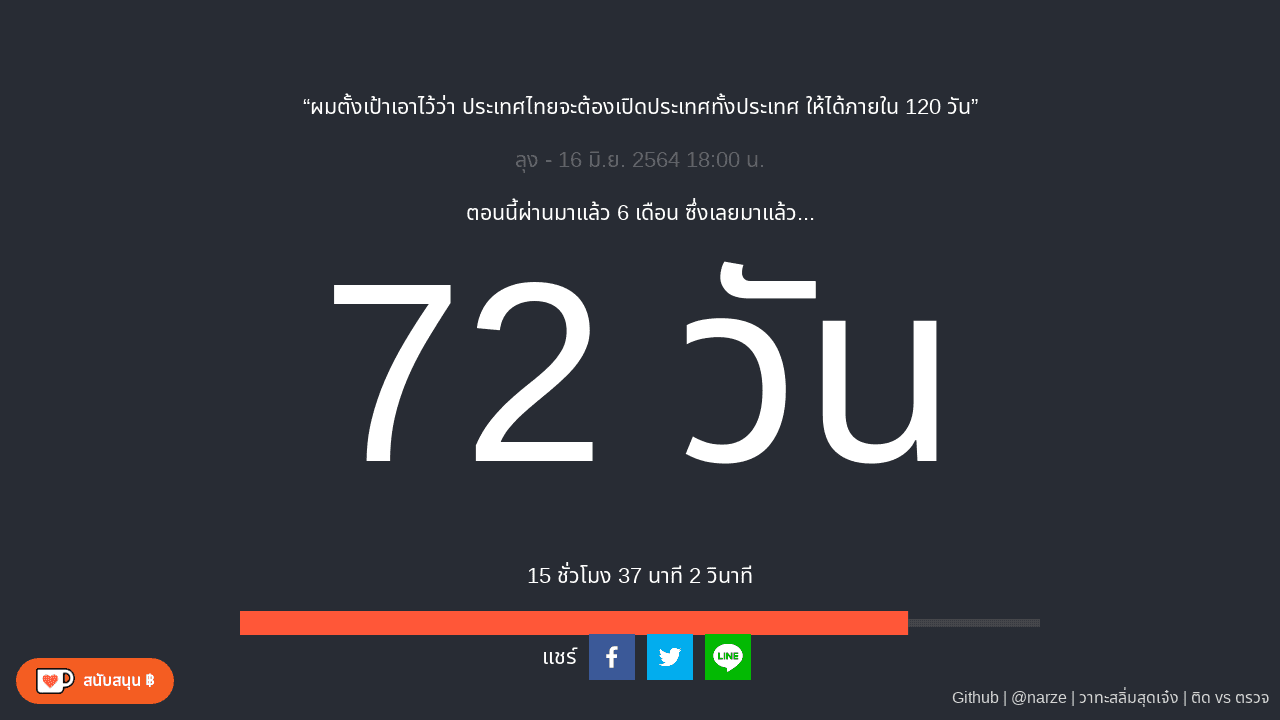 “ผมตั้งเป้าเอาไว้ว่า ประเทศไทยจะต้องเปิดประเทศทั้งประเทศ ให้ได้ภายใน 120 วัน”
ลุง - 16 มิ.ย. 2564 18:00 น.
ตอนนี้ผ่านมาแล้ว 6 เดือน ซึ่งเลยมาแล้ว...
72 วัน
15 ชั่วโมง 37 นาที 2 วินาที
แชร์
LINE
สนับสนุน ฿
Github | @narze | วาทะสลิ่มสุดเจ๋ง | ติด vs ตรวจ